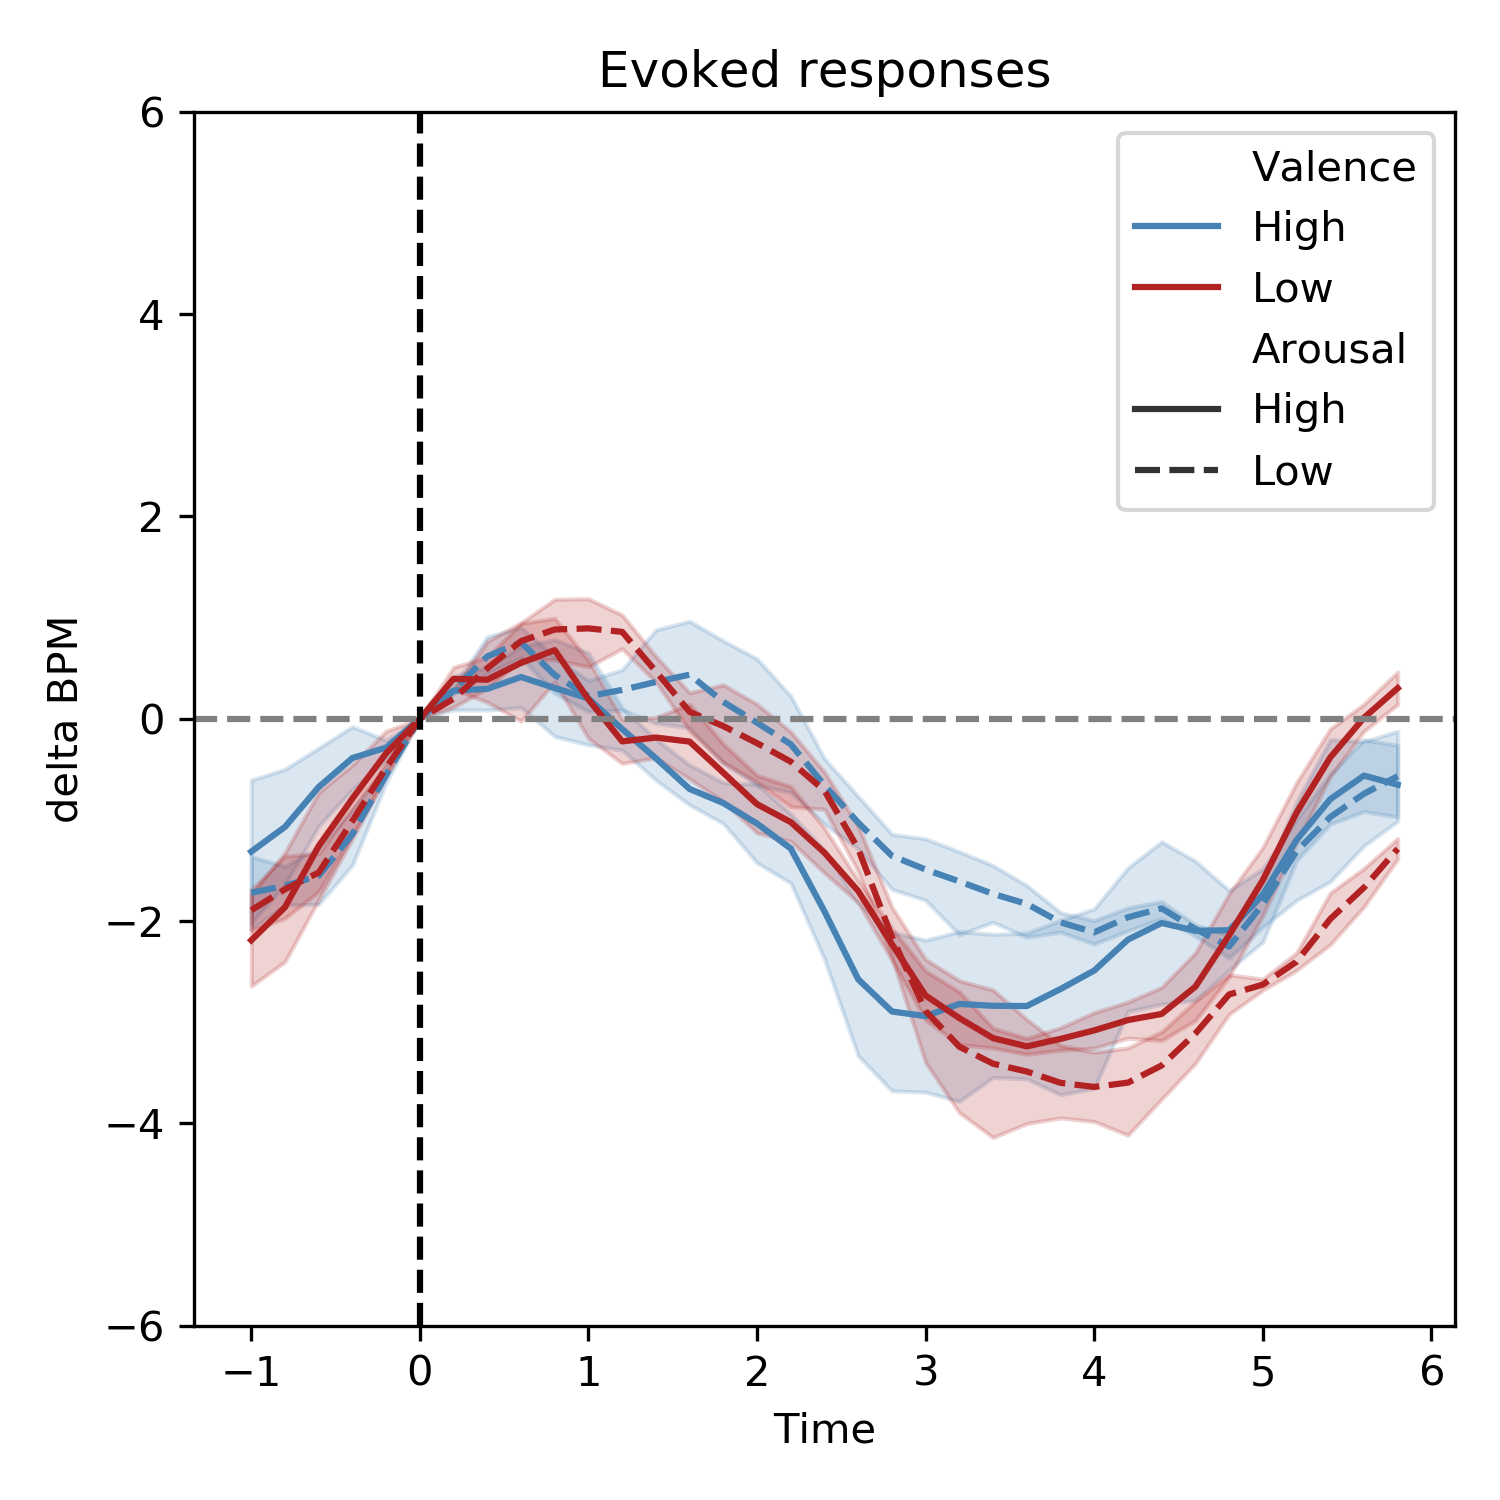 Evoked responses
6
4
2
0
−2
−4
−6
delta BPM
−1 0 1 2 3 4 5 6
Time
Valence
High
Low
Arousal
High
Low